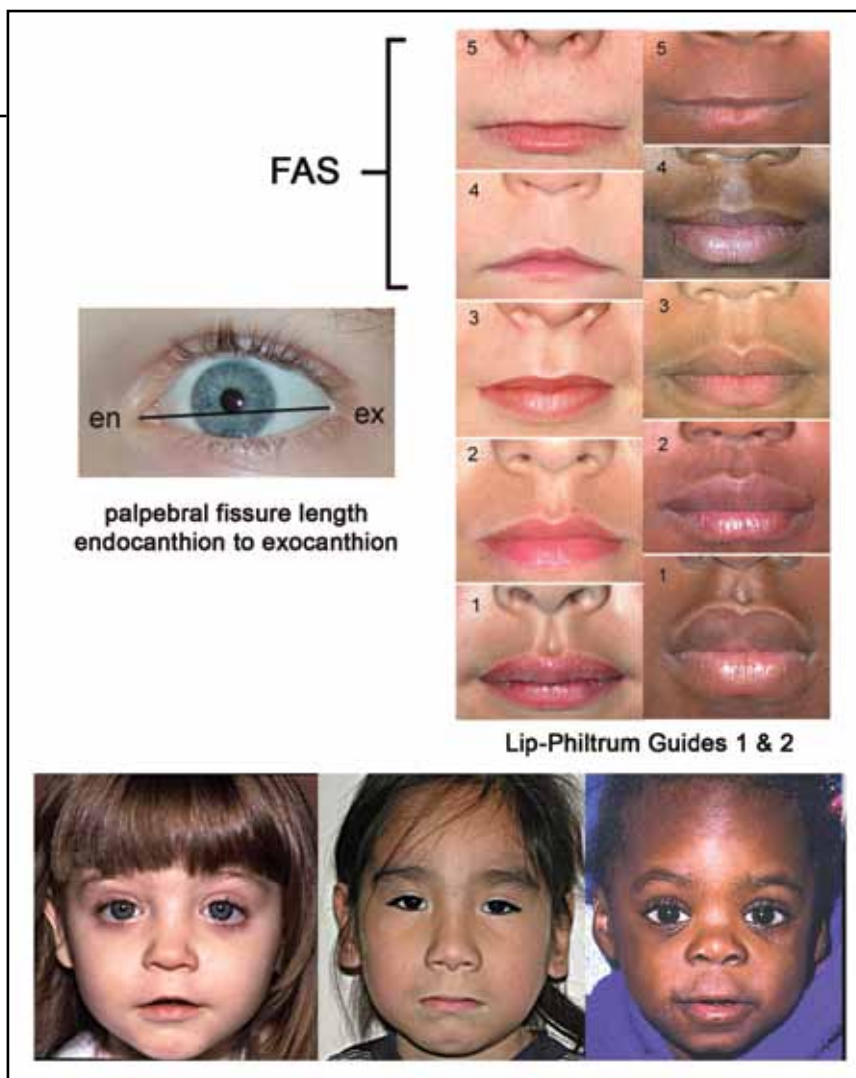 FAS
5
5
4
4
3
3
2
2
1
1
en
ex
palpebral fissure length
endocanthion to exocanthion
Lip-Philtrum Guides 1 & 2